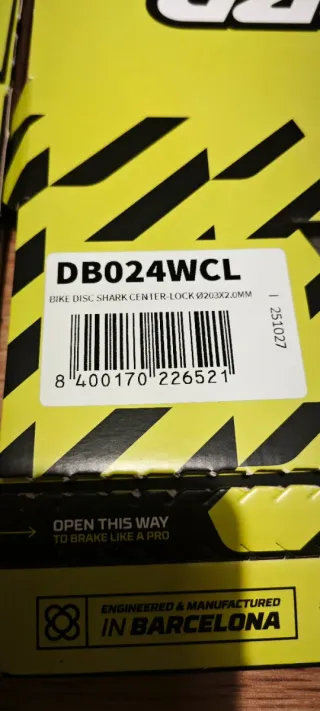 DB024WCL
BIKE DISC SHARK CENTER-LOCK Ø203X2.0MM
| 251027
8 400170 226521
OPEN THIS WAY
TO BRAKE LIKE A PRO
ENGINEERED & MANUFACTURED
IN BARCELONA